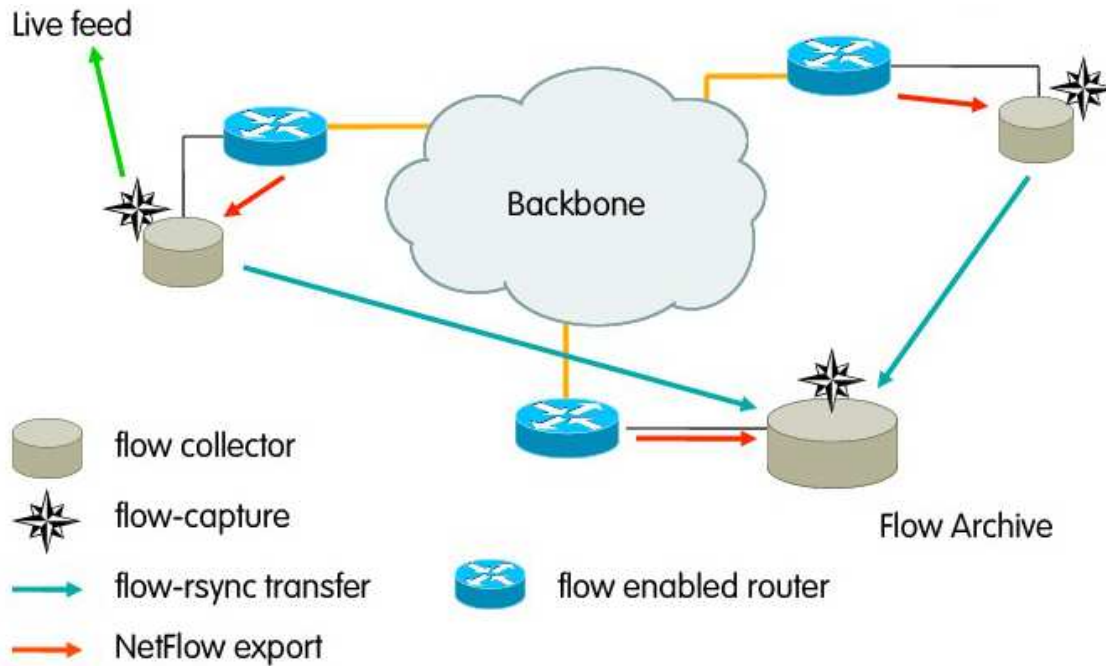 Live feed
Backbone
flow collector
flow-capture
Flow Archive
flow-rsync transfer
flow enabled router
NetFlow export